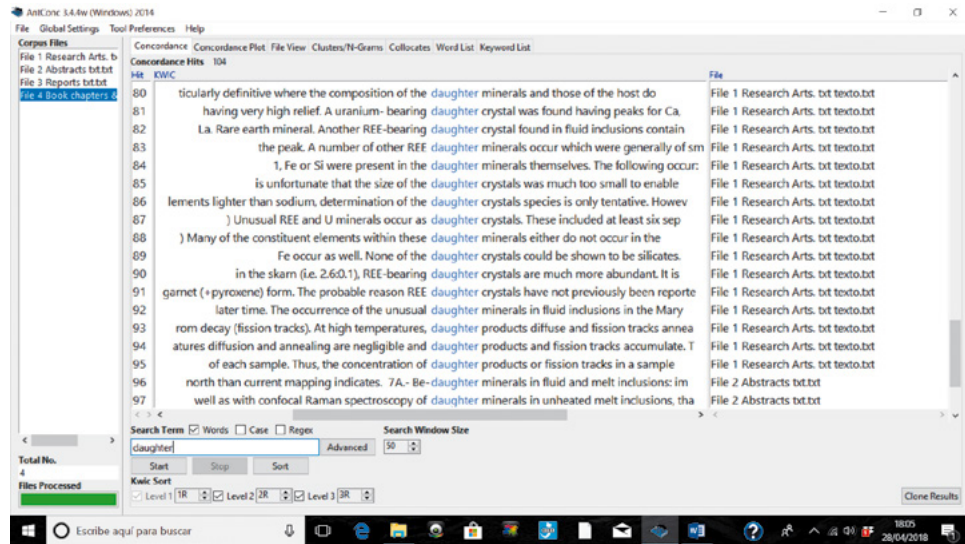 AntConc 3.4.4w (Windows) 2014
File Global Settings Tool Preferences Help
Corpus Files
File 1 Research Arts. b
File 2 Abstracts txt.txt
File 3 Reports txt.txt
File 4 Book chapters &
Total No.
4
Files Processed
Concordance Concordance Plot File View Clusters/N-Grams Collocates Word List Keyword List
Concordance Hits 104
Hit KWIC File
80 ticularly definitive where the composition of the daughter minerals and those of the host do File 1 Research Arts. txt texto.txt
81 having very high relief. A uranium- bearing daughter crystal was found having peaks for Ca, File 1 Research Arts. txt texto.txt
82 La. Rare earth mineral. Another REE-bearing daughter crystal found in fluid inclusions contain File 1 Research Arts. txt texto.txt
83 the peak. A number of other REE daughter minerals occur which were generally of sm File 1 Research Arts. txt texto.txt
84 1, Fe or Si were present in the daughter minerals themselves. The following occur: File 1 Research Arts. txt texto.txt
85 is unfortunate that the size of the daughter crystals was much too small to enable File 1 Research Arts. txt texto.txt
86 lements lighter than sodium, determination of the daughter crystals species is only tentative. Howev File 1 Research Arts. txt texto.txt
87 ) Unusual REE and U minerals occur as daughter crystals. These included at least six sep File 1 Research Arts. txt texto.txt
88 ) Many of the constituent elements within these daughter minerals either do not occur in the File 1 Research Arts. txt texto.txt
89 Fe occur as well. None of the daughter crystals could be shown to be silicates. File 1 Research Arts. txt texto.txt
90 in the skarn (i.e. 2.6:0.1), REE-bearing daughter crystals are much more abundant. It is File 1 Research Arts. txt texto.txt
91 garnet (+pyroxene) form. The probable reason REE daughter crystals have not previously been reporte File 1 Research Arts. txt texto.txt
92 later time. The occurrence of the unusual daughter minerals in fluid inclusions in the Mary File 1 Research Arts. txt texto.txt
93 rom decay (fission tracks). At high temperatures, daughter products diffuse and fission tracks annea File 1 Research Arts. txt texto.txt
94 atures diffusion and annealing are negligible and daughter products and fission tracks accumulate. T File 1 Research Arts. txt texto.txt
95 of each sample. Thus, the concentration of daughter products or fission tracks in a sample File 1 Research Arts. txt texto.txt
96 north than current mapping indicates. 7A.- Be-daughter minerals in fluid and melt inclusions: im File 2 Abstracts txt.txt
97 well as with confocal Raman spectroscopy of daughter minerals in unheated melt inclusions, tha File 2 Abstracts txt.txt
Search Term Words Case Regex Search Window Size
daughter Advanced 50
Start Stop Sort
Kwic Sort
Level 1 1R Level 2 2R Level 3 3R Clone Results
Escribe aquí para buscar
18:05
28/04/2018